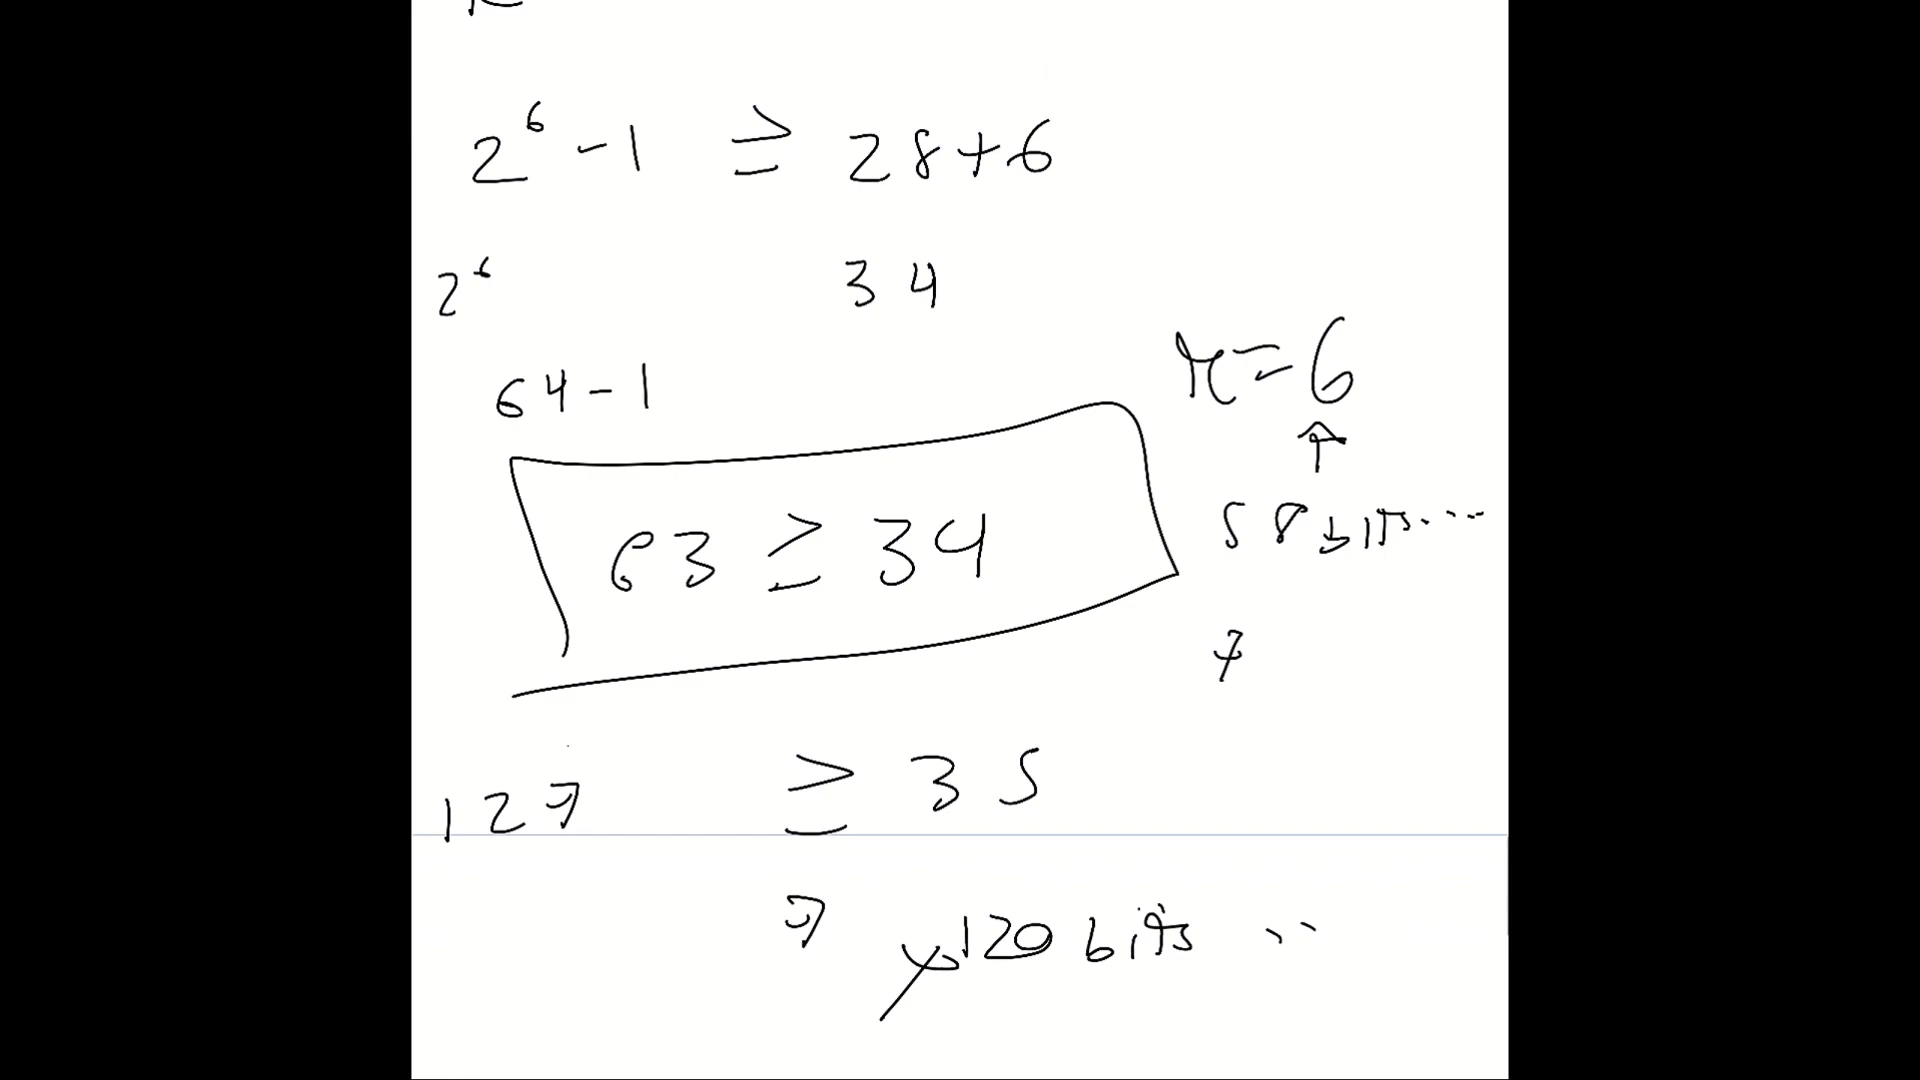 2^6 - 1 ≥ 28+6
2^6 34
64-1
r=6
↑
63 ≥ 34
58 bits....
7
127 ≥ 35
7 120 bits ..